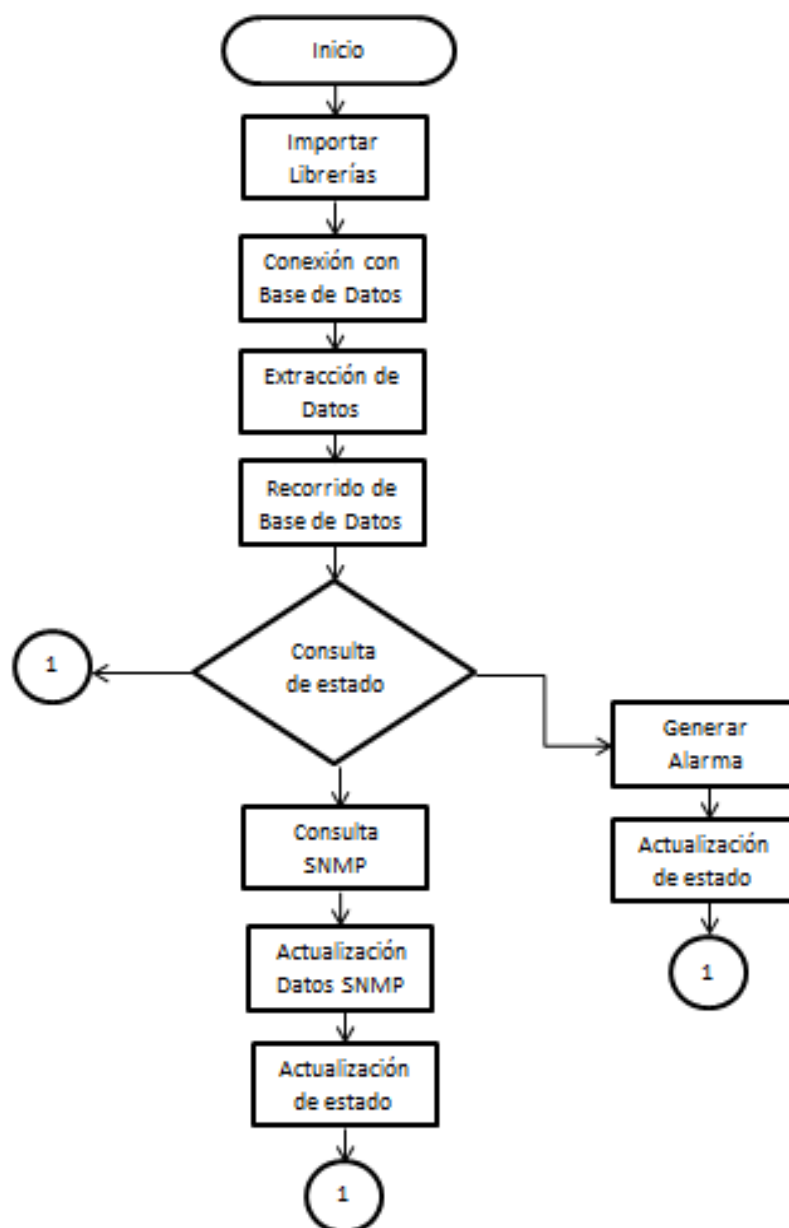 Inicio
Importar
Librerías
Conexión con
Base de Datos
Extracción de
Datos
Recorrido de
Base de Datos
Consulta
de estado
1
Generar
Alarma
Actualización
de estado
1
Consulta
SNMP
Actualización
Datos SNMP
Actualización
de estado
1